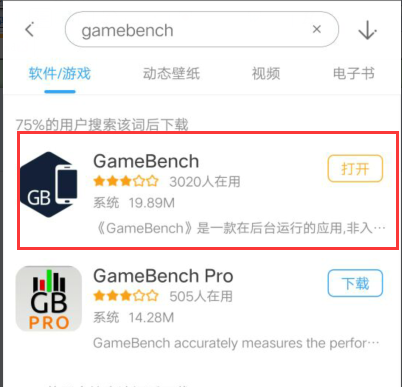 gamebench
软件/游戏 动态壁纸 视频 电子书
75%的用户搜索该词后下载
GameBench
3020人在用
打开
GB
系统 19.89M
《GameBench》是一款在后台运行的应用,非入···
GameBench Pro
505人在用
下载
GB
PRO
系统 14.28M
GameBench accurately measures the perfor···